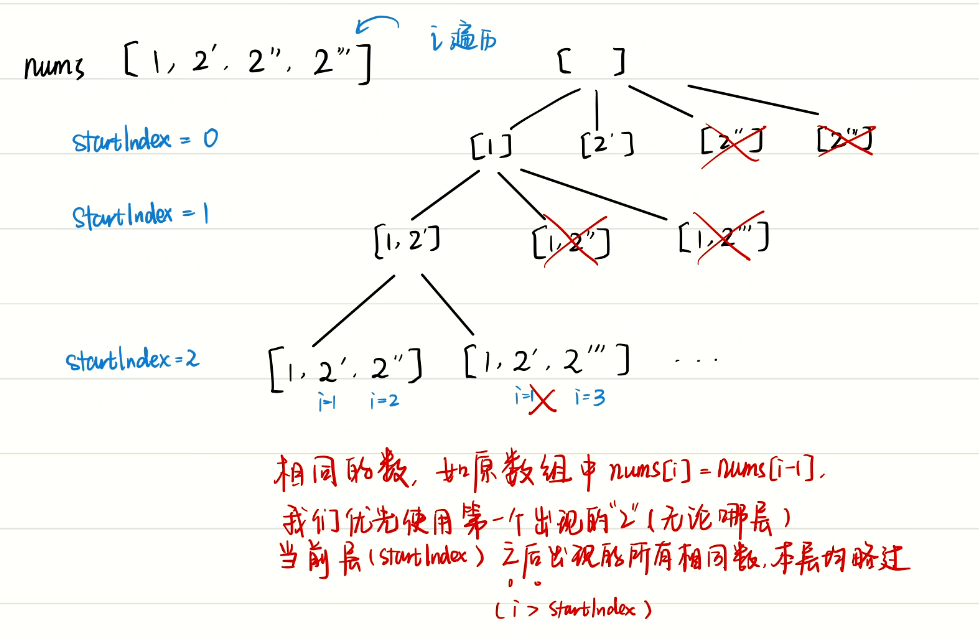 nums [1, 2′, 2″, 2‴]
i遍历
[ ]
startIndex = 0
[1] [2′] [2″] [2‴]
startIndex = 1
[1, 2′] [1, 2″] [1, 2‴]
startIndex = 2
[1, 2′, 2″] [1, 2′, 2‴] ...
i=1 i=2 i=1 i=3
相同的数, 如原数组中 nums[i] = nums[i-1],
我们优先使用第一个出现的"2"(无论哪层)
当前层(startIndex) 之后出现的所有相同数,本层均略过
(i > startIndex)